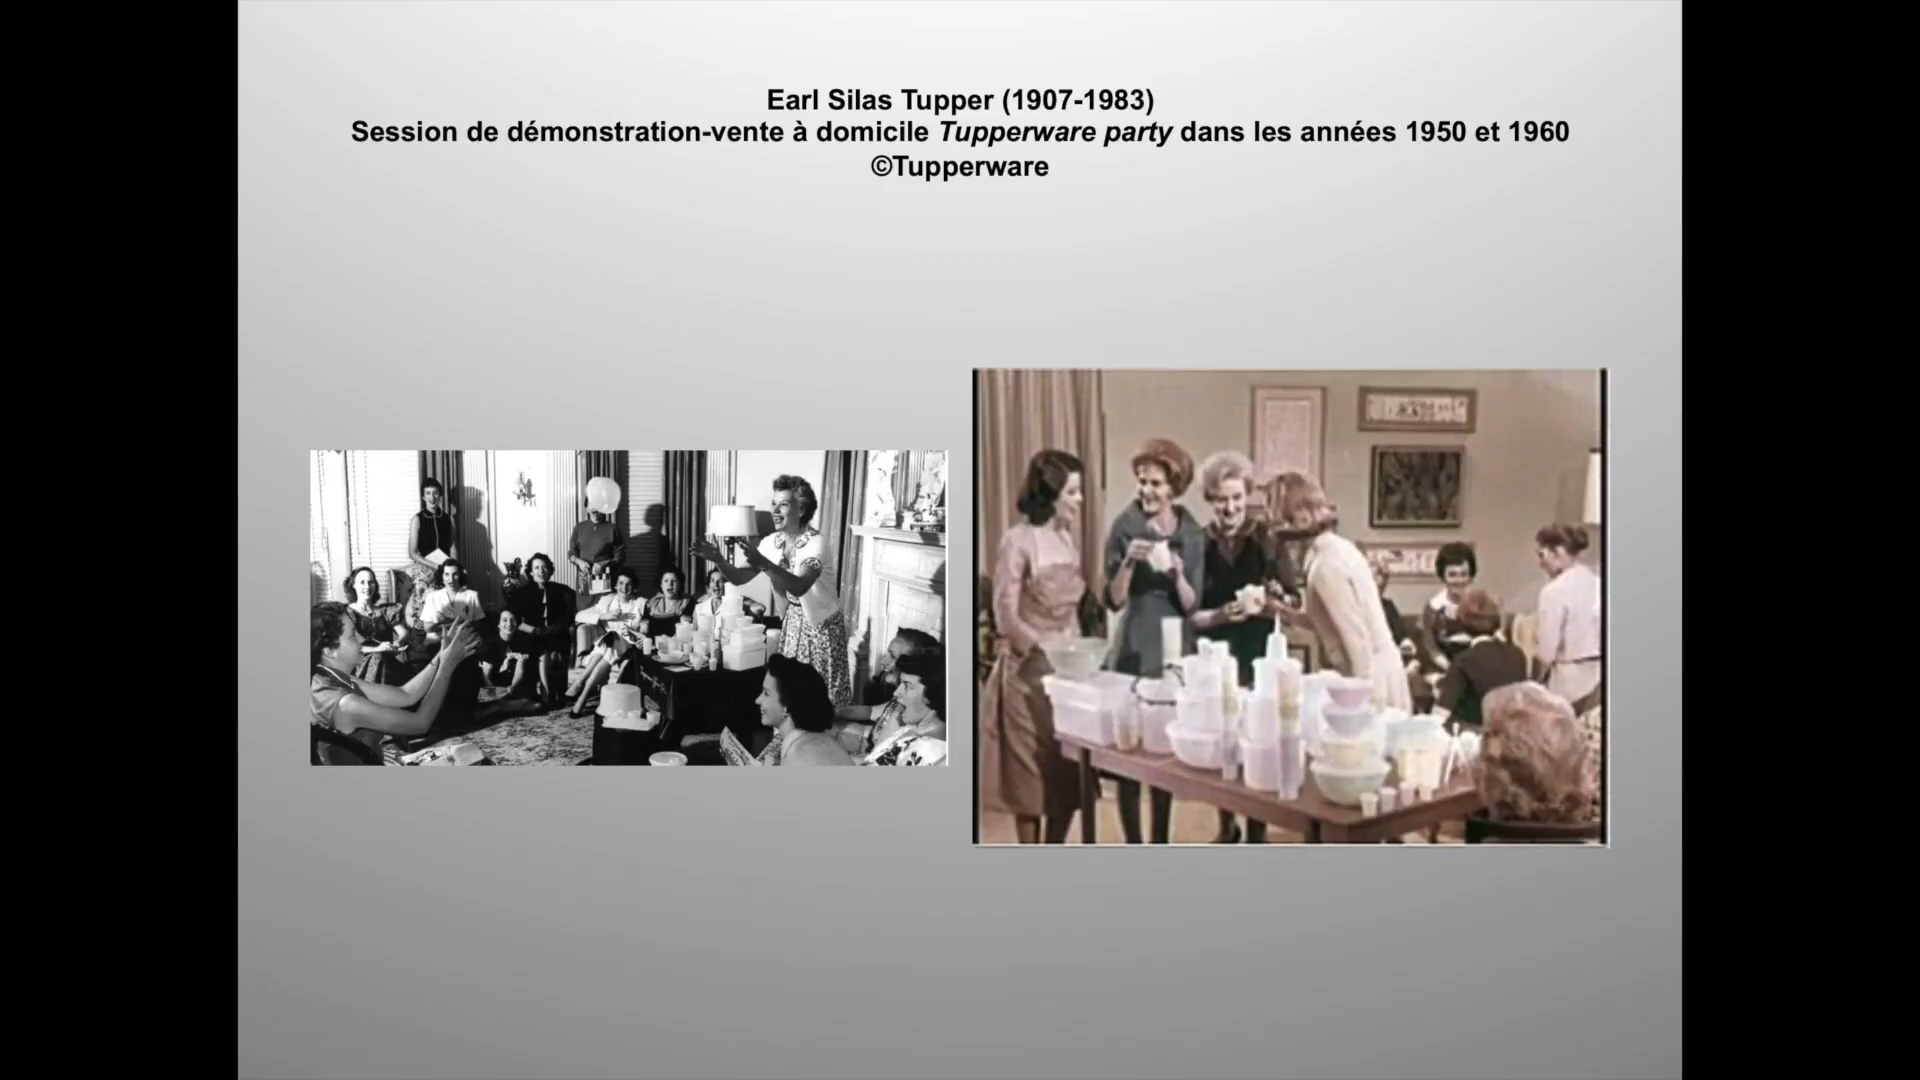 Earl Silas Tupper (1907-1983)
Session de démonstration-vente à domicile Tupperware party dans les années 1950 et 1960
©Tupperware